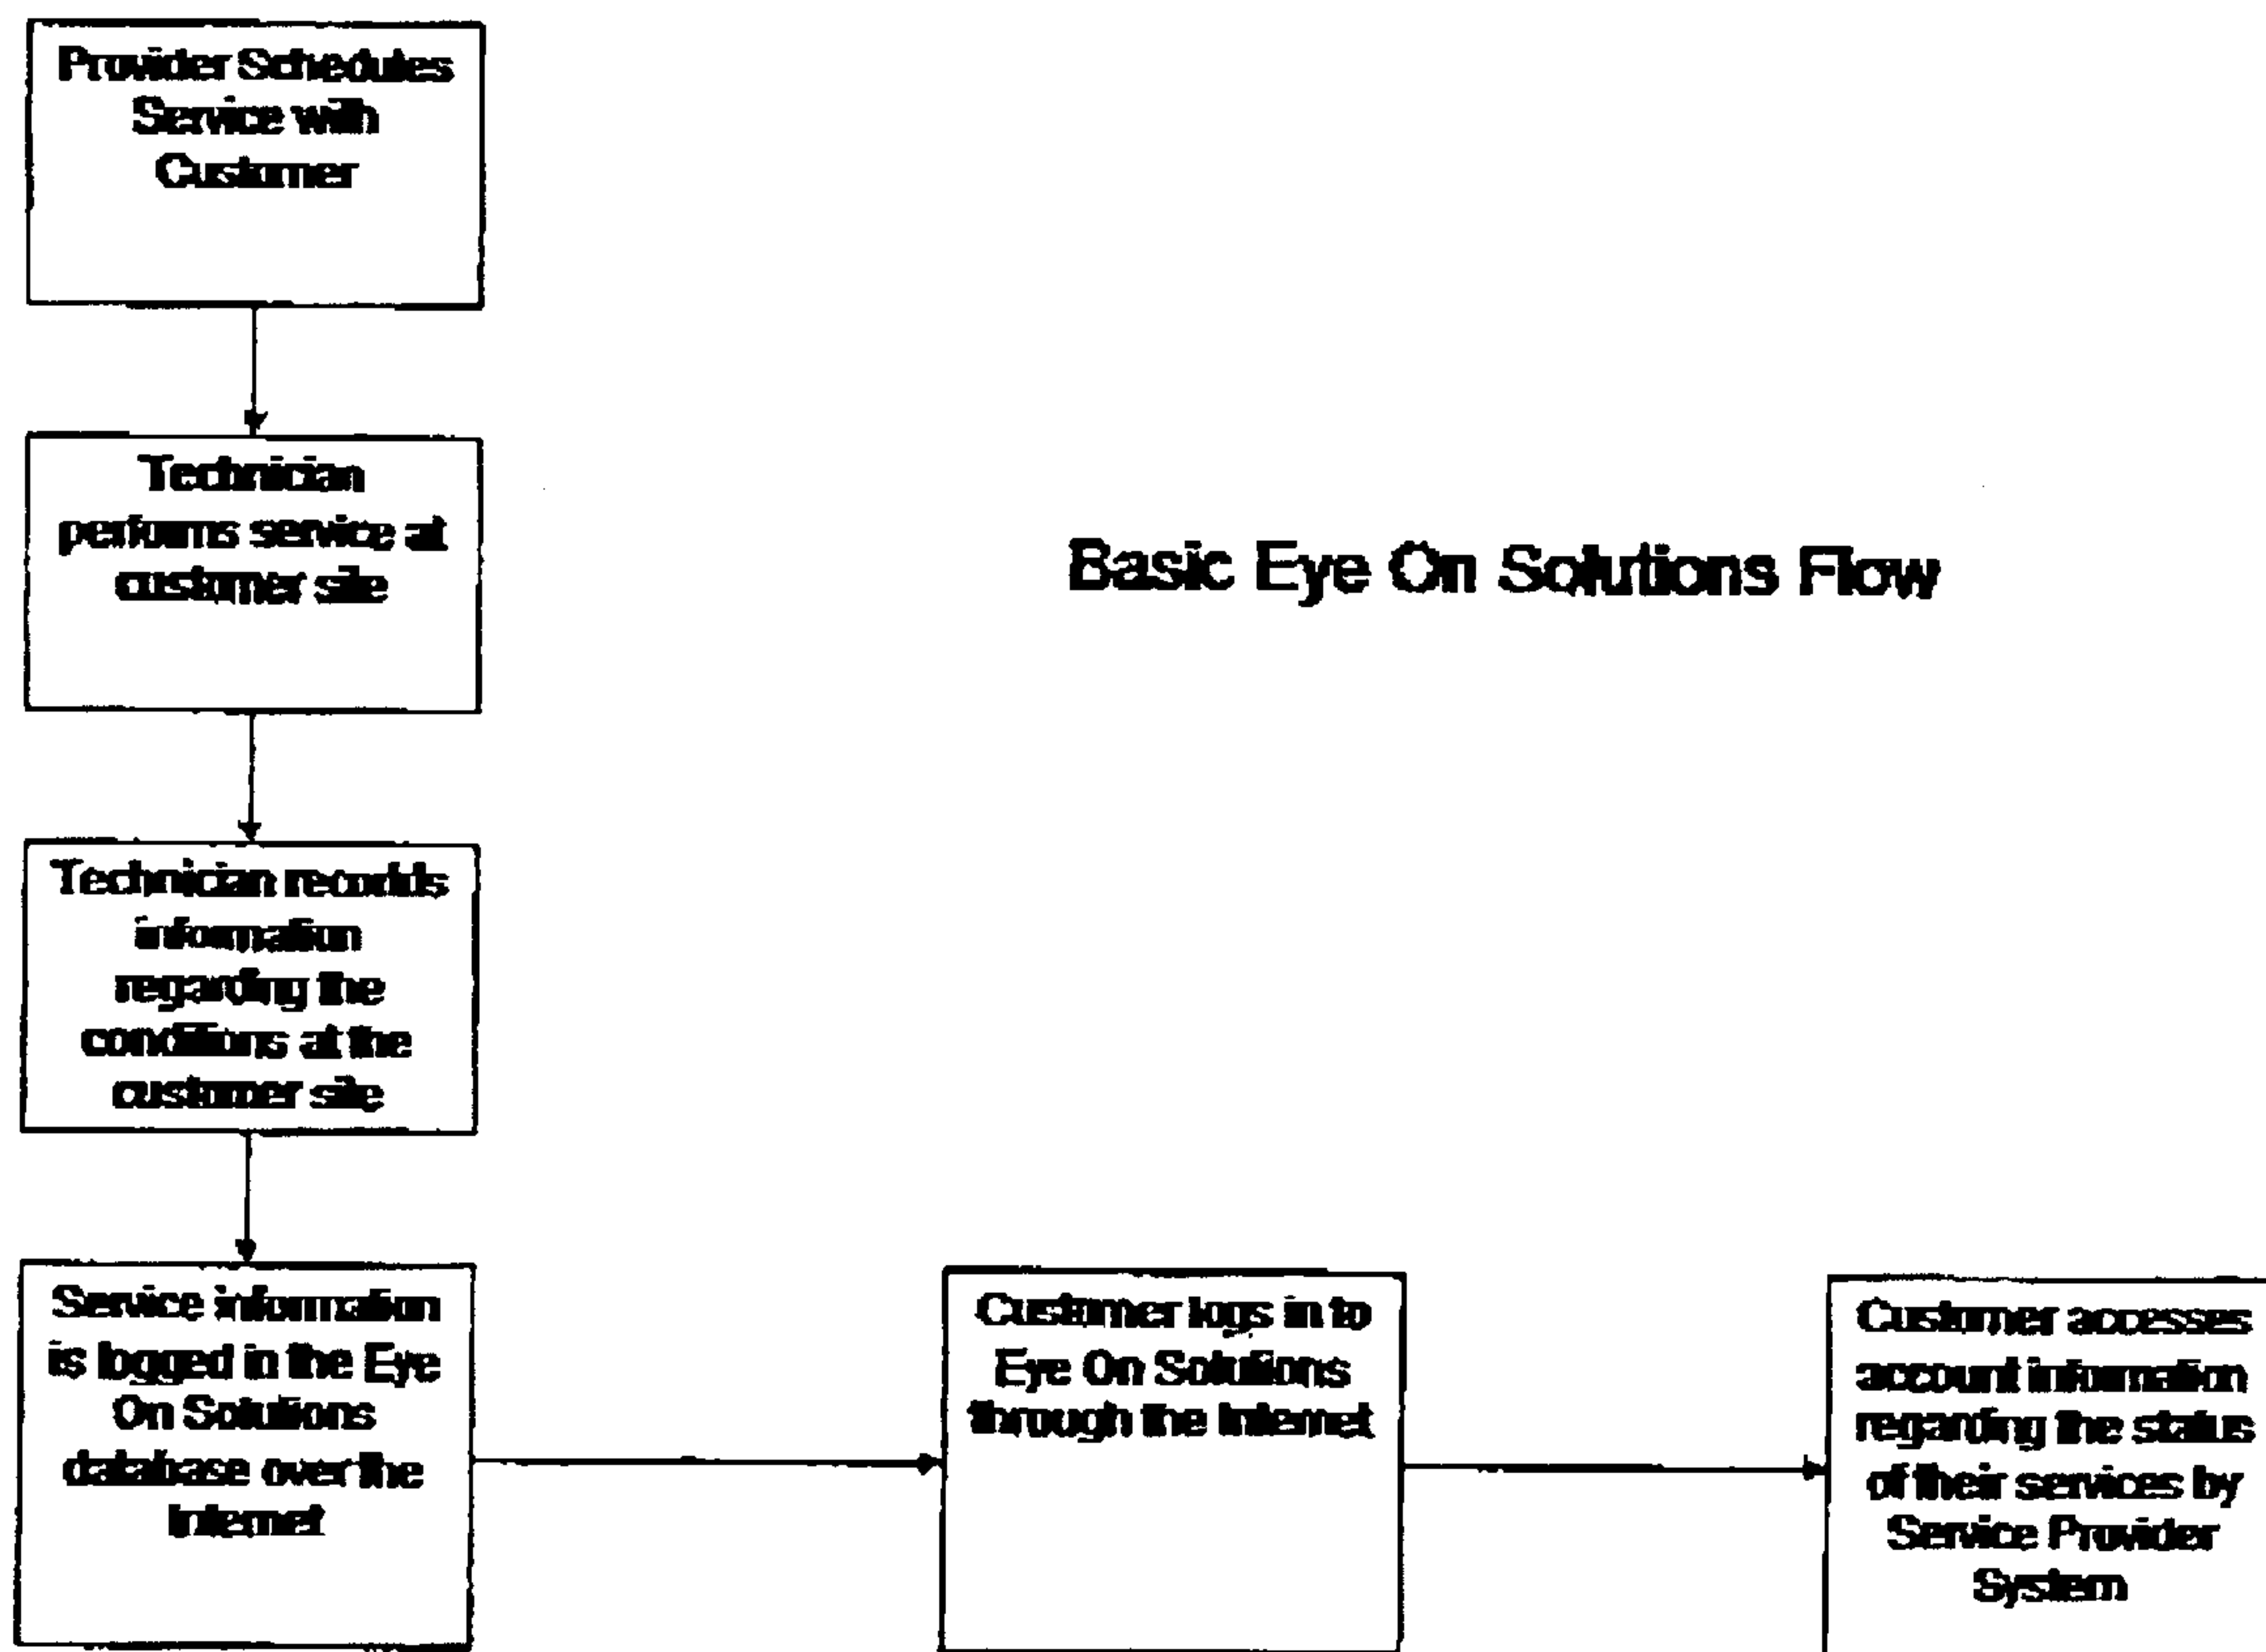 Provider Schedules
Service with
Customer
Technician
performs service at
customer site
Basic Eye On Solutions Flow
Technician records
information
regarding the
conditions at the
customer site
Service information
is logged in the Eye
On Solutions
database over the
Internet
Customer logs in to
Eye On Solutions
through the Internet
Customer accesses
account information
regarding the status
of their services by
Service Provider
System